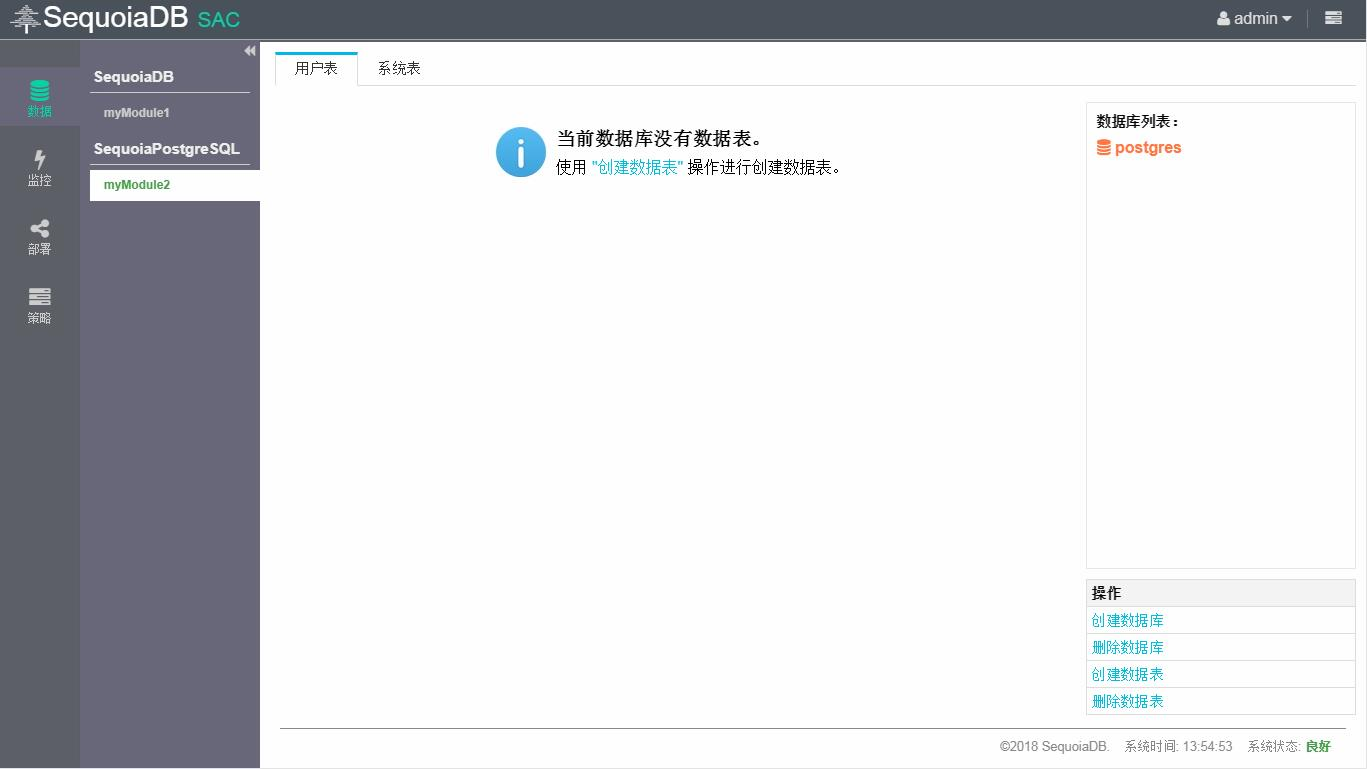 SequoiaDB SAC
admin
数据
监控
部署
策略
SequoiaDB
myModule1
SequoiaPostgreSQL
myModule2
用户表 系统表
当前数据库没有数据表。
使用 "创建数据表" 操作进行创建数据表。
数据库列表：
postgres
操作
创建数据库
删除数据库
创建数据表
删除数据表
©2018 SequoiaDB. 系统时间: 13:54:53 系统状态: 良好